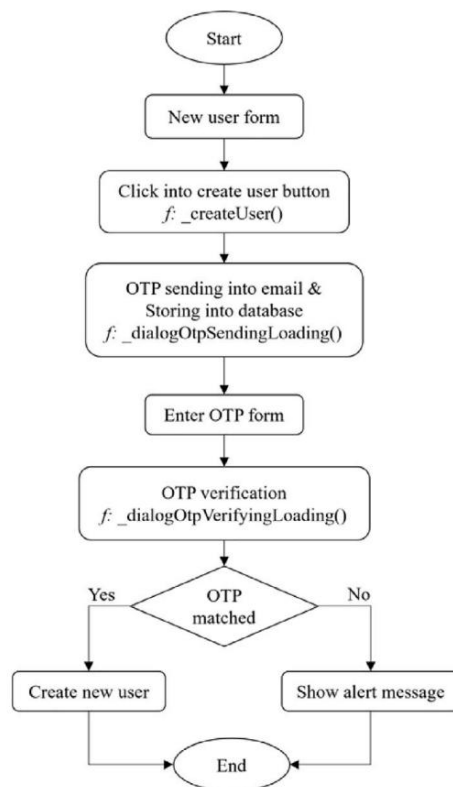 Start
New user form
Click into create user button
f: _createUser()
OTP sending into email &
Storing into database
f: _dialogOtpSendingLoading()
Enter OTP form
OTP verification
f: _dialogOtpVerifyingLoading()
Yes
OTP
matched
No
Create new user
Show alert message
End